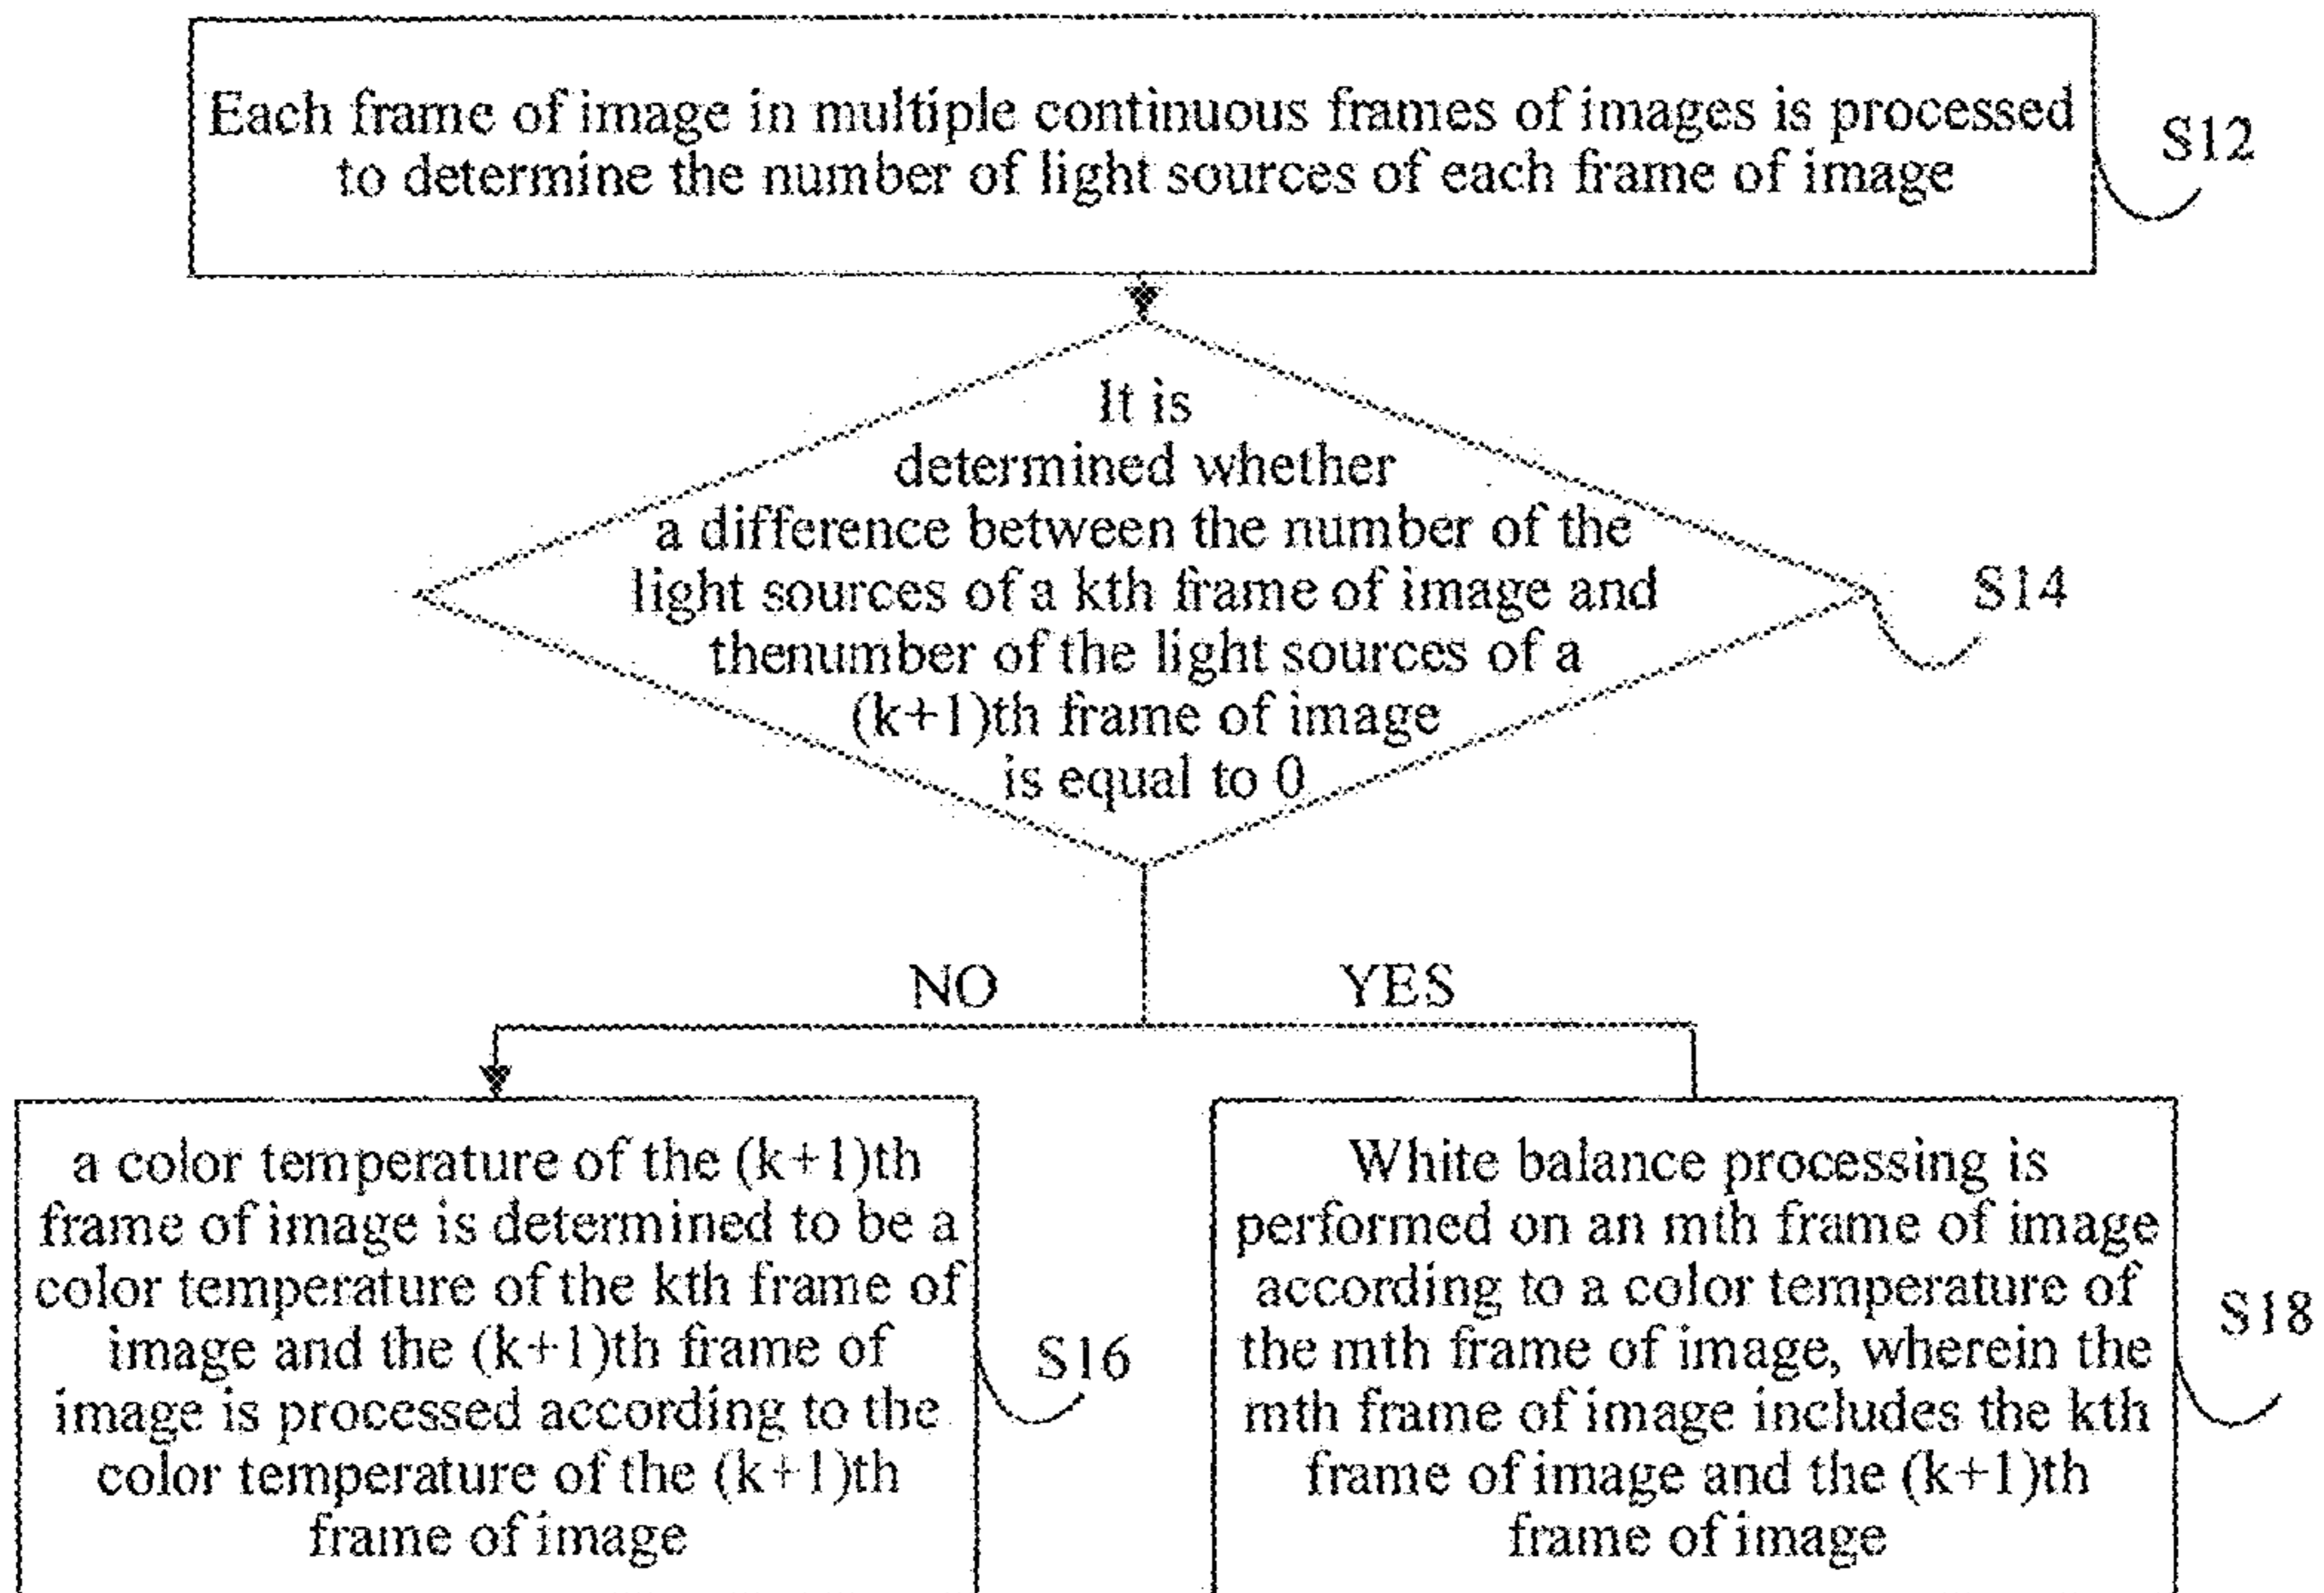 Each frame of image in multiple continuous frames of images is processed
to determine the number of light sources of each frame of image
S12
It is
determined whether
a difference between the number of the
light sources of a kth frame of image and
thenumber of the light sources of a
(k+1)th frame of image
is equal to 0
S14
NO
YES
a color temperature of the (k+1)th
frame of image is determined to be a
color temperature of the kth frame of
image and the (k+1)th frame of
image is processed according to the
color temperature of the (k+1)th
frame of image
S16
White balance processing is
performed on an mth frame of image
according to a color temperature of
the mth frame of image, wherein the
mth frame of image includes the kth
frame of image and the (k+1)th
frame of image
S18